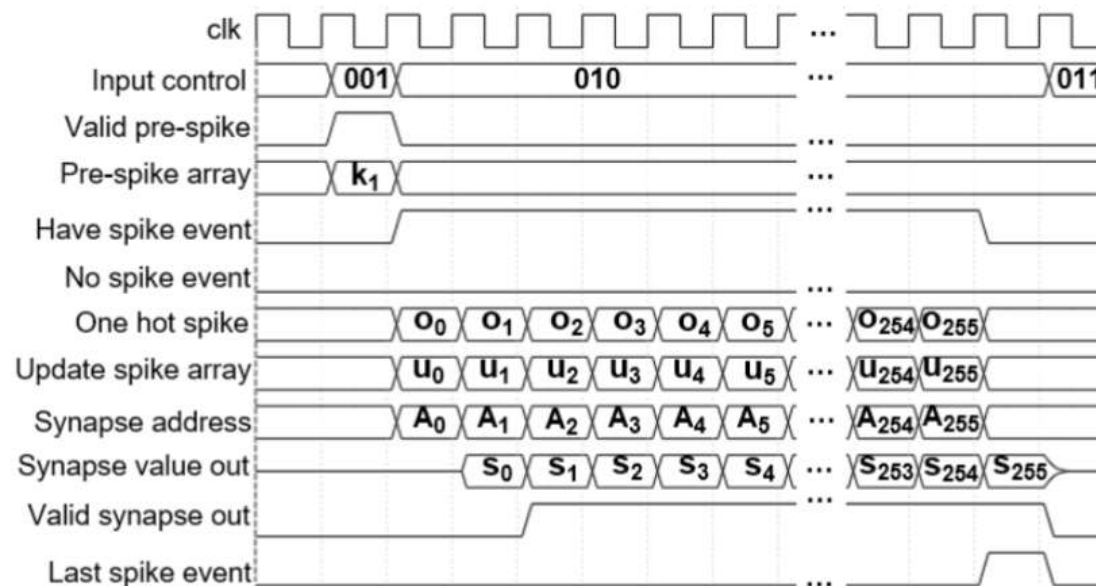 clk ...
Input control 001 010 ... 011
Valid pre-spike ...
Pre-spike array k₁ ...
Have spike event ...
No spike event ...
One hot spike o₀ o₁ o₂ o₃ o₄ o₅ ... o₂₅₄ o₂₅₅
Update spike array u₀ u₁ u₂ u₃ u₄ u₅ ... u₂₅₄ u₂₅₅
Synapse address A₀ A₁ A₂ A₃ A₄ A₅ ... A₂₅₄ A₂₅₅
Synapse value out s₀ s₁ s₂ s₃ s₄ ... s₂₅₃ s₂₅₄ s₂₅₅
Valid synapse out ...
Last spike event ...